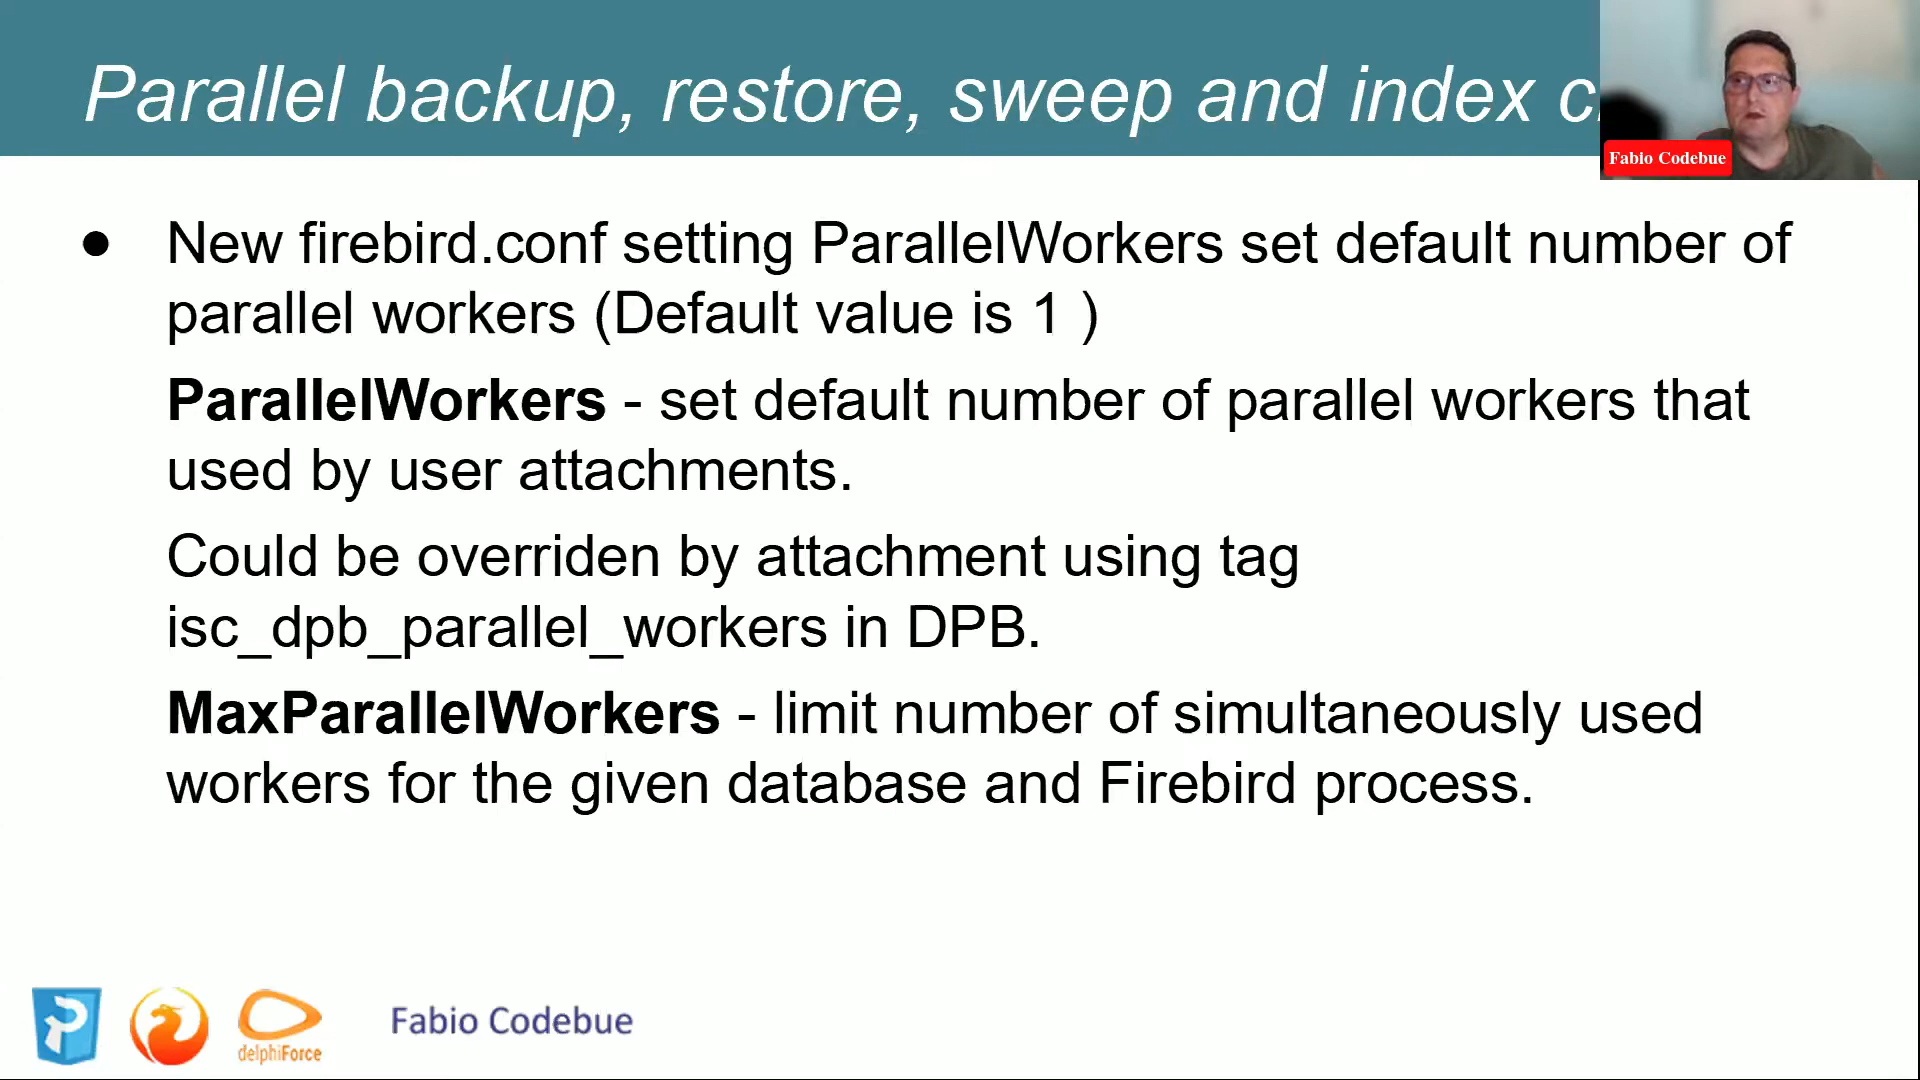 Parallel backup, restore, sweep and index c
Fabio Codebue
● New firebird.conf setting ParallelWorkers set default number of
parallel workers (Default value is 1 )
ParallelWorkers - set default number of parallel workers that
used by user attachments.
Could be overriden by attachment using tag
isc_dpb_parallel_workers in DPB.
MaxParallelWorkers - limit number of simultaneously used
workers for the given database and Firebird process.
delphiForce
Fabio Codebue